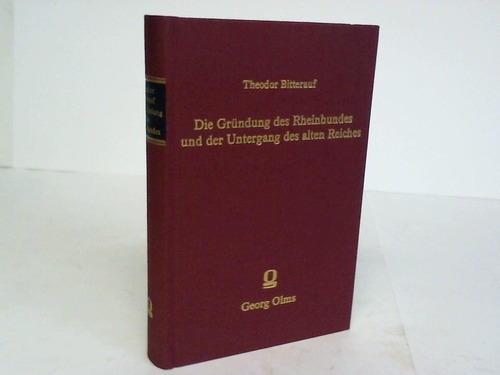 Theodor Bitterauf
Die Gründung des Rheinbundes
und der Untergang des alten Reiches
Georg Olms